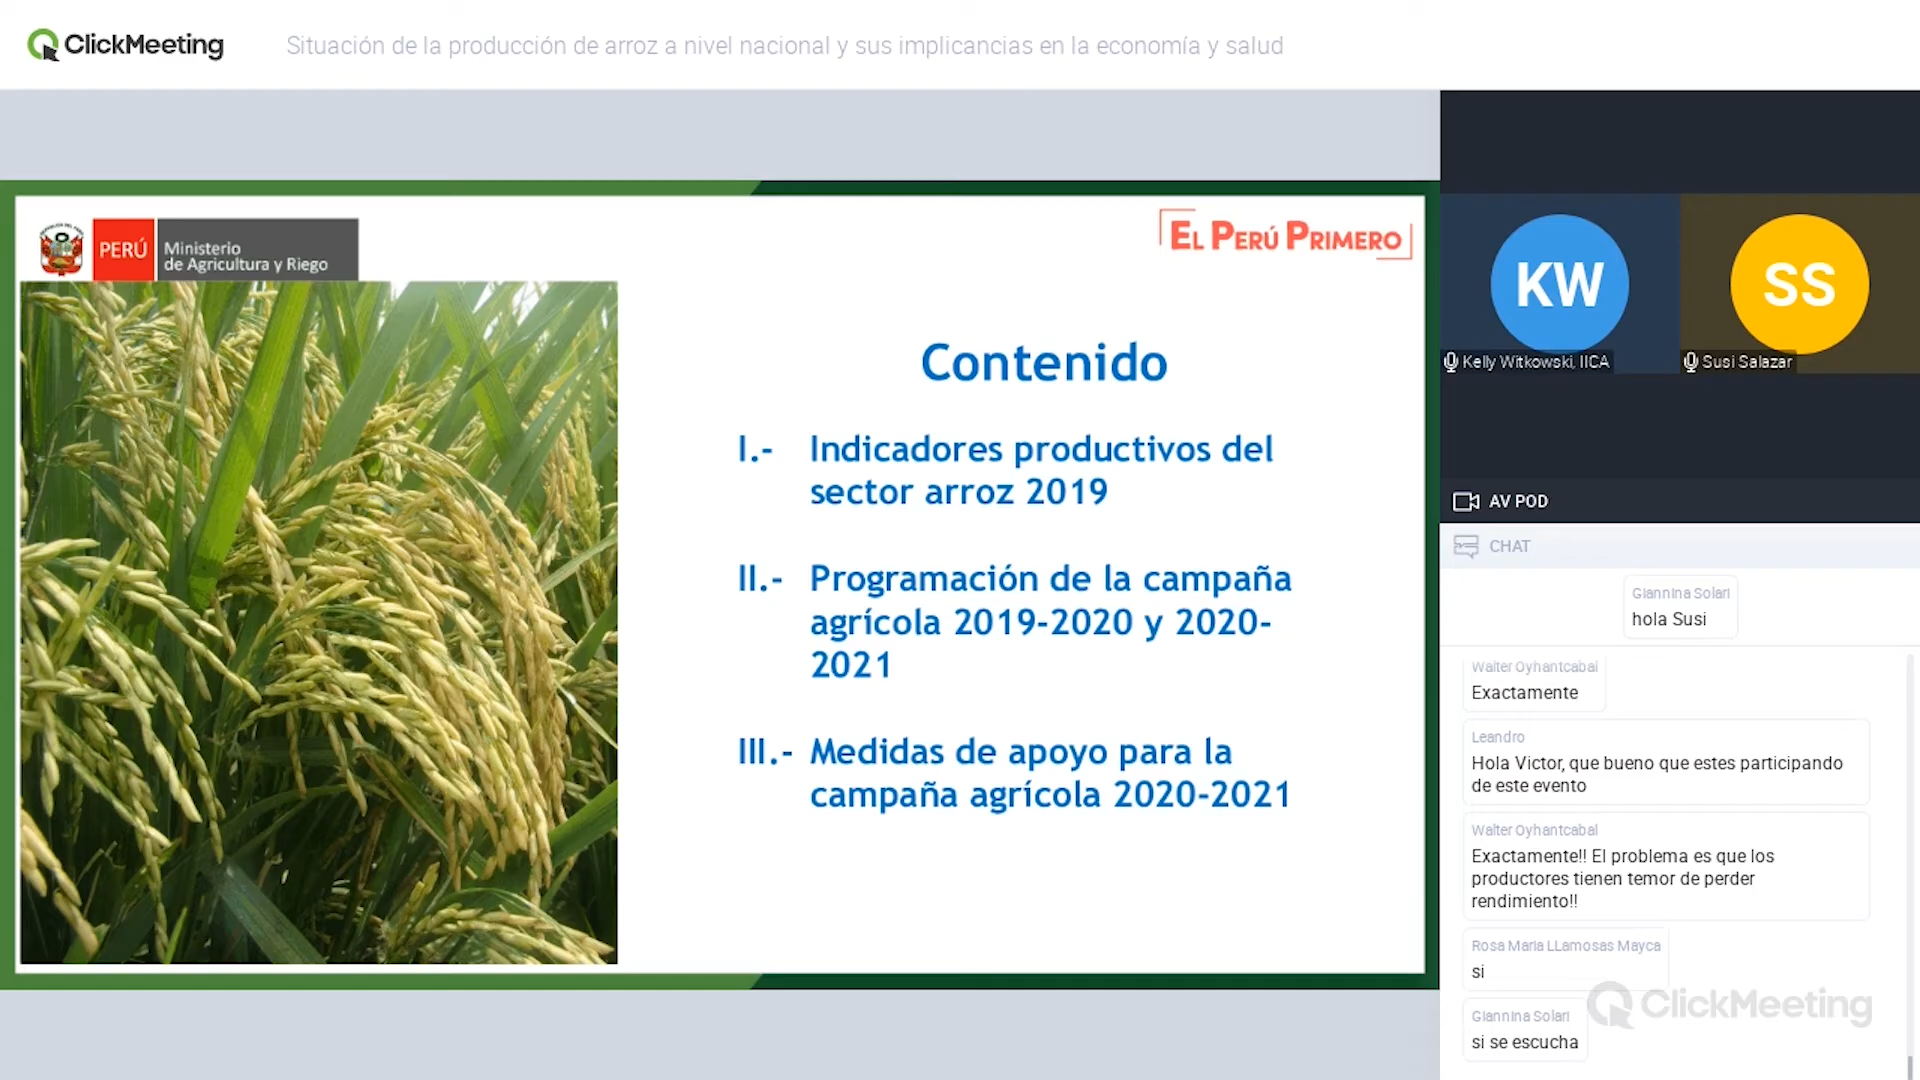 ClickMeeting
Situación de la producción de arroz a nivel nacional y sus implicancias en la economía y salud
PERÚ
Ministerio
de Agricultura y Riego
EL PERÚ PRIMERO
Contenido
I.- Indicadores productivos del
sector arroz 2019
II.- Programación de la campaña
agrícola 2019-2020 y 2020-
2021
III.- Medidas de apoyo para la
campaña agrícola 2020-2021
KW
SS
Kelly Witkowski, IICA
Susi Salazar
AV POD
CHAT
Giannina Solari
hola Susi
Walter Oyhantcabal
Exactamente
Leandro
Hola Victor, que bueno que estes participando
de este evento
Walter Oyhantcabal
Exactamente!! El problema es que los
productores tienen temor de perder
rendimiento!!
Rosa Maria LLamosas Mayca
si
Giannina Solari
si se escucha
ClickMeeting